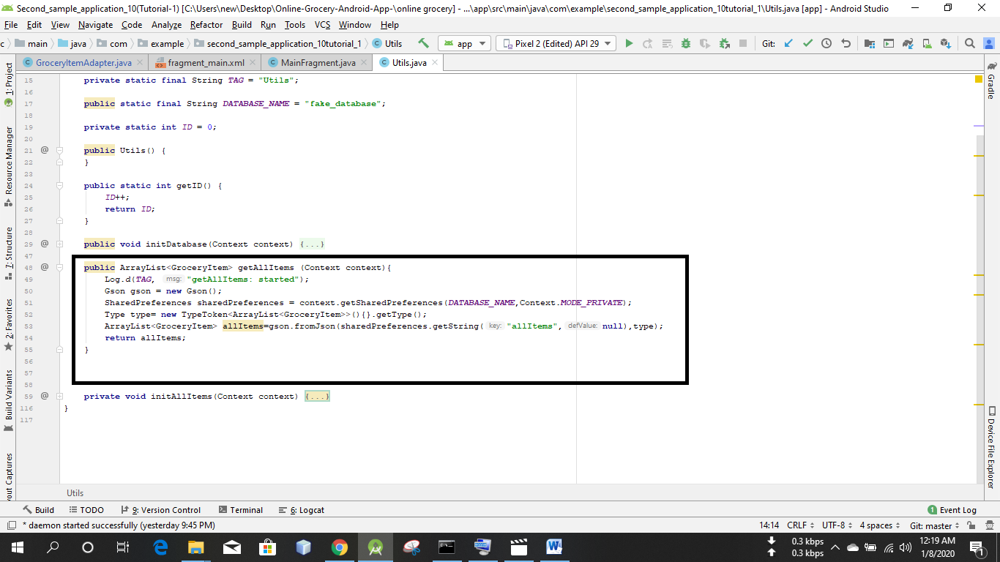 Second_sample_application_10(Tutorial-1) [C:\Users\new\Desktop\Online-Grocery-Android-App-\online grocery] - ...\app\src\main\java\com\example\second_sample_application_10tutorial_1\Utils.java [app] - Android Studio
File Edit View Navigate Code Analyze Refactor Build Run Tools VCS Window Help
c main java com example second_sample_application_10tutorial_1 Utils app Pixel 2 (Edited) API 29 Git:
GroceryItemAdapter.java fragment_main.xml MainFragment.java Utils.java
1: Project
Resource Manager
7: Structure
2: Favorites
Build Variants
yout Captures
Gradle
Device File Explorer
15 private static final String TAG = "Utils";
16
17 public static final String DATABASE_NAME = "fake_database";
18
19 private static int ID = 0;
20
21 @ public Utils() {
22 }
23
24 public static int getID() {
25 ID++;
26 return ID;
27 }
28
29 @ public void initDatabase(Context context) {...}
47
48 @ public ArrayList<GroceryItem> getAllItems (Context context){
49 Log.d(TAG, msg: "getAllItems: started");
50 Gson gson = new Gson();
51 SharedPreferences sharedPreferences = context.getSharedPreferences(DATABASE_NAME,Context.MODE_PRIVATE);
52 Type type= new TypeToken<ArrayList<GroceryItem>>(){}.getType();
53 ArrayList<GroceryItem> allItems=gson.fromJson(sharedPreferences.getString( key: "allItems", defValue: null),type);
54 return allItems;
55 }
56
57
58
59 @ private void initAllItems(Context context) {...}
116 }
117
Utils
Build TODO 9: Version Control Terminal 6: Logcat 1 Event Log
* daemon started successfully (yesterday 9:45 PM) 14:14 CRLF UTF-8 4 spaces Git: master
0.3 kbps 12:19 AM
0.3 kbps 1/8/2020 1